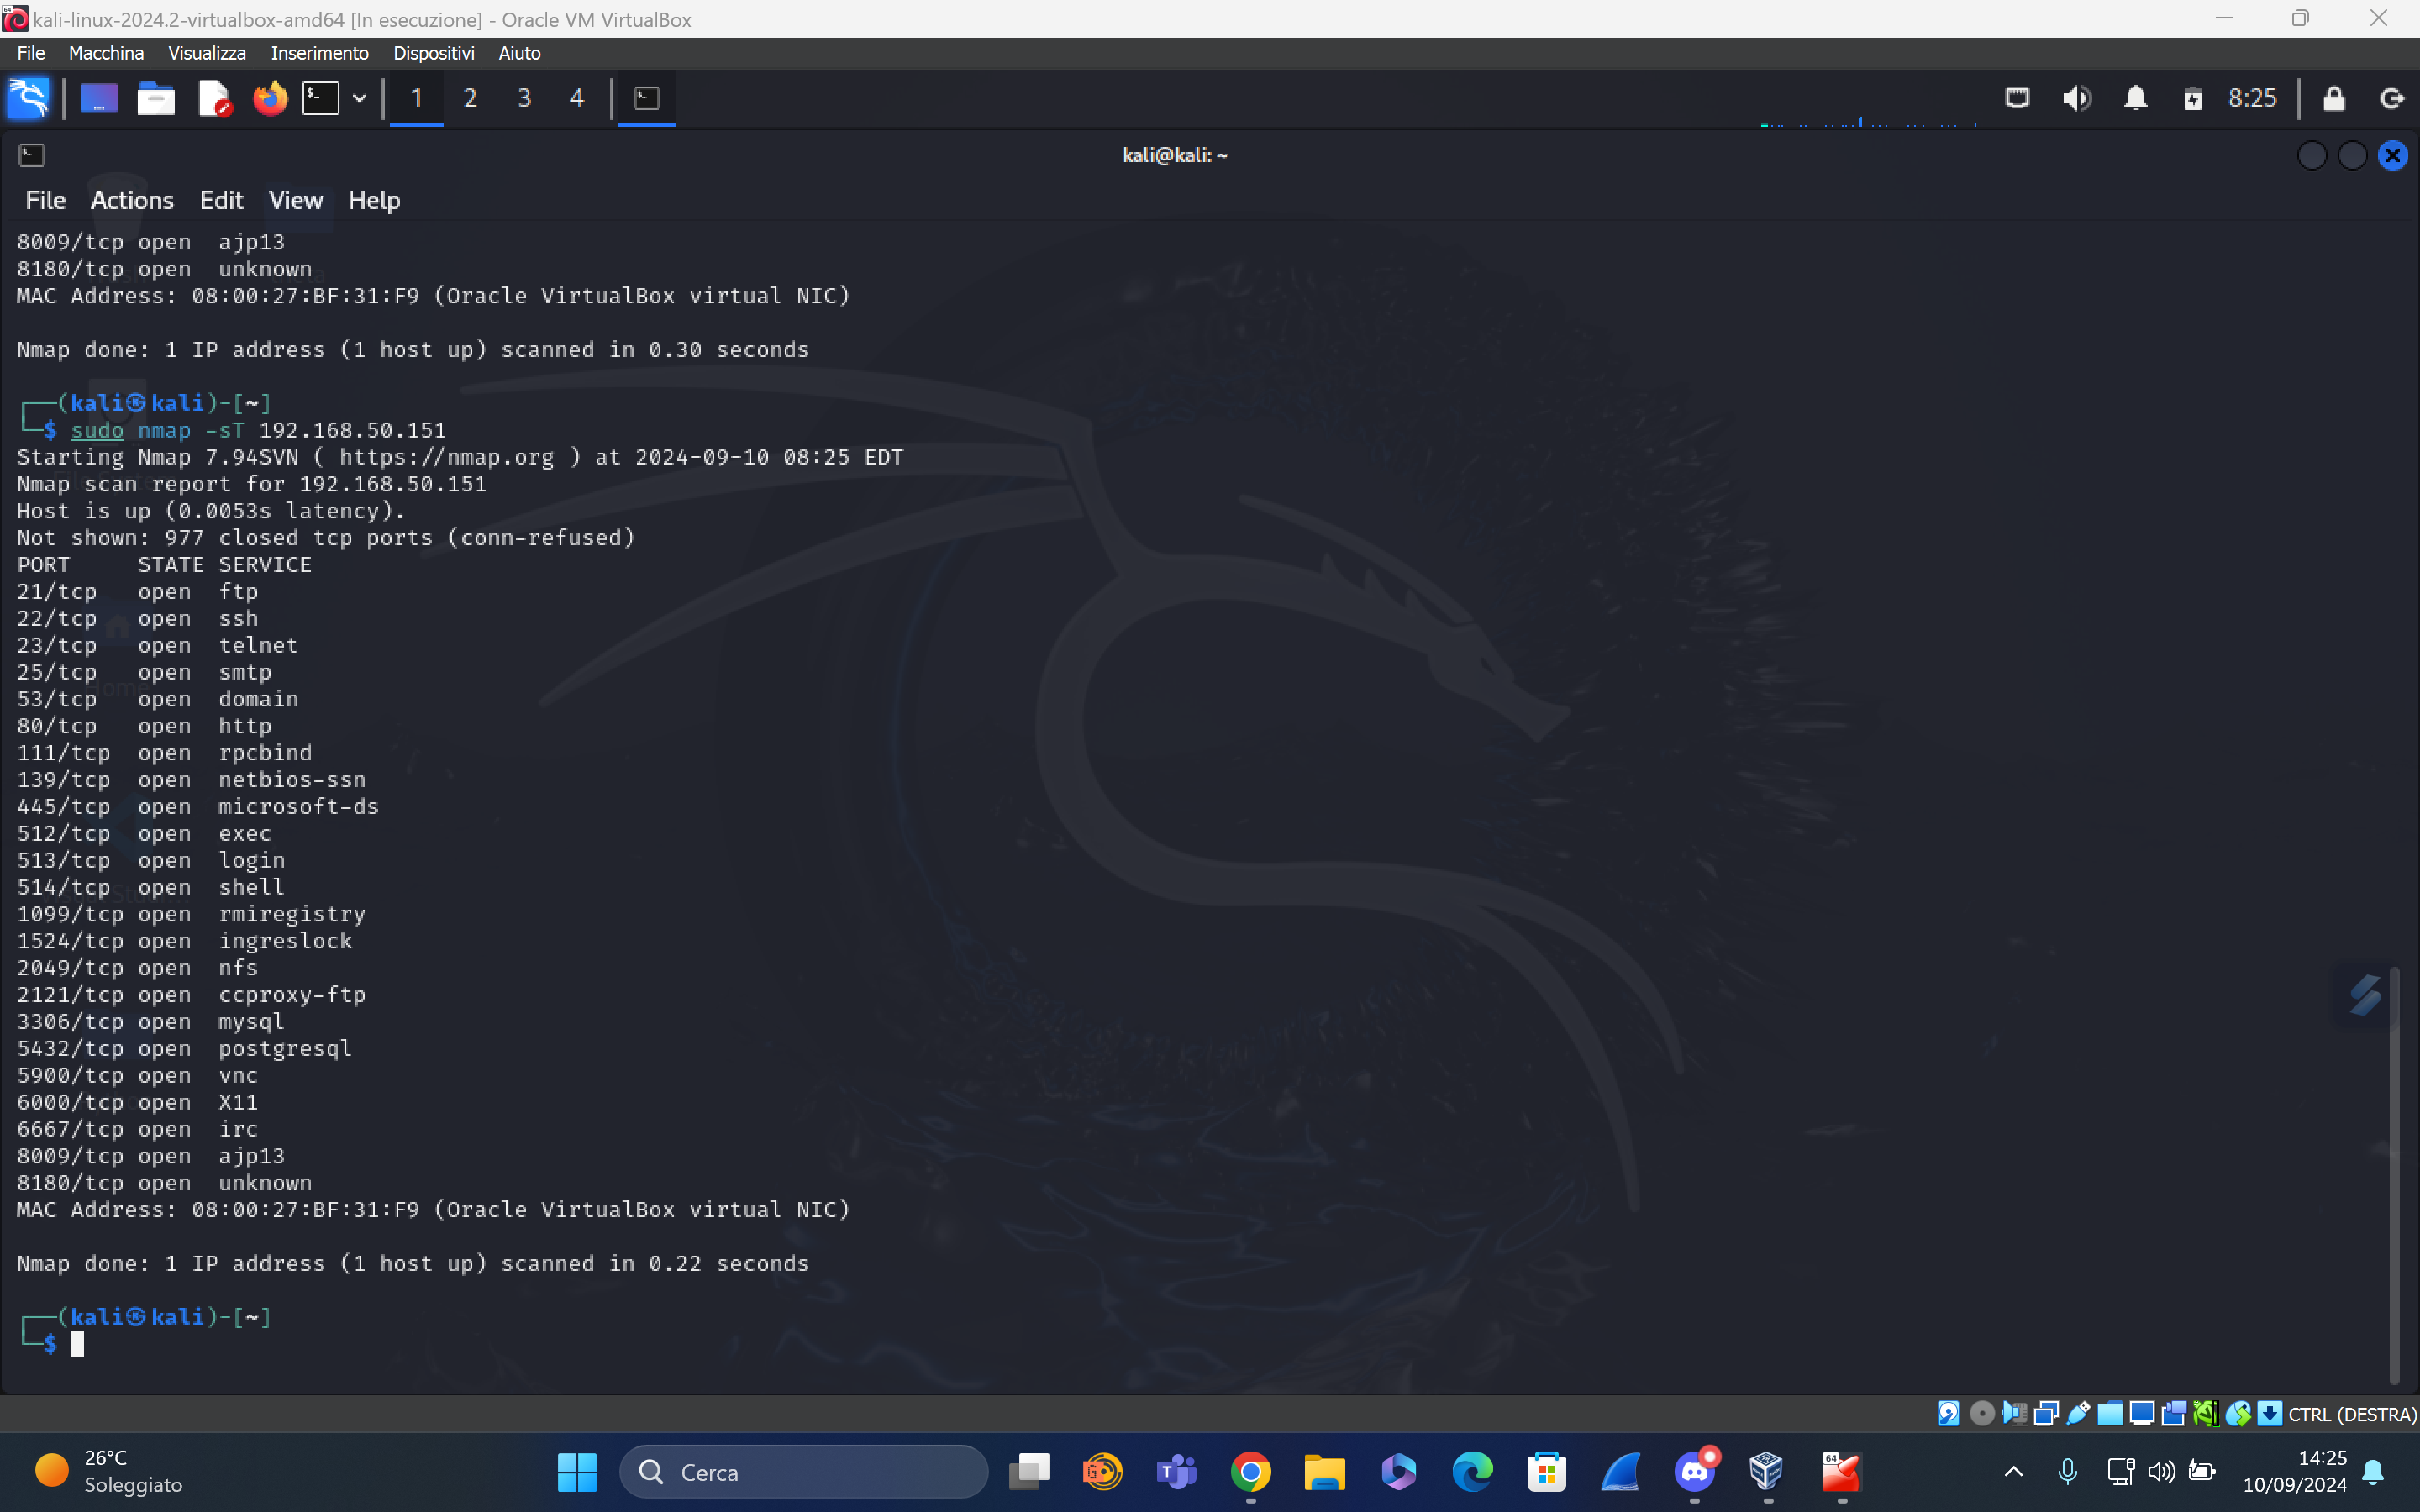 kali-linux-2024.2-virtualbox-amd64 [In esecuzione] - Oracle VM VirtualBox
File Macchina Visualizza Inserimento Dispositivi Aiuto
1 2 3 4 8:25
kali@kali: ~
File Actions Edit View Help
8009/tcp open  ajp13
8180/tcp open  unknown
MAC Address: 08:00:27:BF:31:F9 (Oracle VirtualBox virtual NIC)
Nmap done: 1 IP address (1 host up) scanned in 0.30 seconds
┌──(kali㉿kali)-[~]
└─$ sudo nmap -sT 192.168.50.151
Starting Nmap 7.94SVN ( https://nmap.org ) at 2024-09-10 08:25 EDT
Nmap scan report for 192.168.50.151
Host is up (0.0053s latency).
Not shown: 977 closed tcp ports (conn-refused)
PORT     STATE SERVICE
21/tcp   open  ftp
22/tcp   open  ssh
23/tcp   open  telnet
25/tcp   open  smtp
53/tcp   open  domain
80/tcp   open  http
111/tcp  open  rpcbind
139/tcp  open  netbios-ssn
445/tcp  open  microsoft-ds
512/tcp  open  exec
513/tcp  open  login
514/tcp  open  shell
1099/tcp open  rmiregistry
1524/tcp open  ingreslock
2049/tcp open  nfs
2121/tcp open  ccproxy-ftp
3306/tcp open  mysql
5432/tcp open  postgresql
5900/tcp open  vnc
6000/tcp open  X11
6667/tcp open  irc
8009/tcp open  ajp13
8180/tcp open  unknown
MAC Address: 08:00:27:BF:31:F9 (Oracle VirtualBox virtual NIC)
Nmap done: 1 IP address (1 host up) scanned in 0.22 seconds
┌──(kali㉿kali)-[~]
└─$
CTRL (DESTRA)
26°C
Soleggiato
Cerca
14:25
10/09/2024